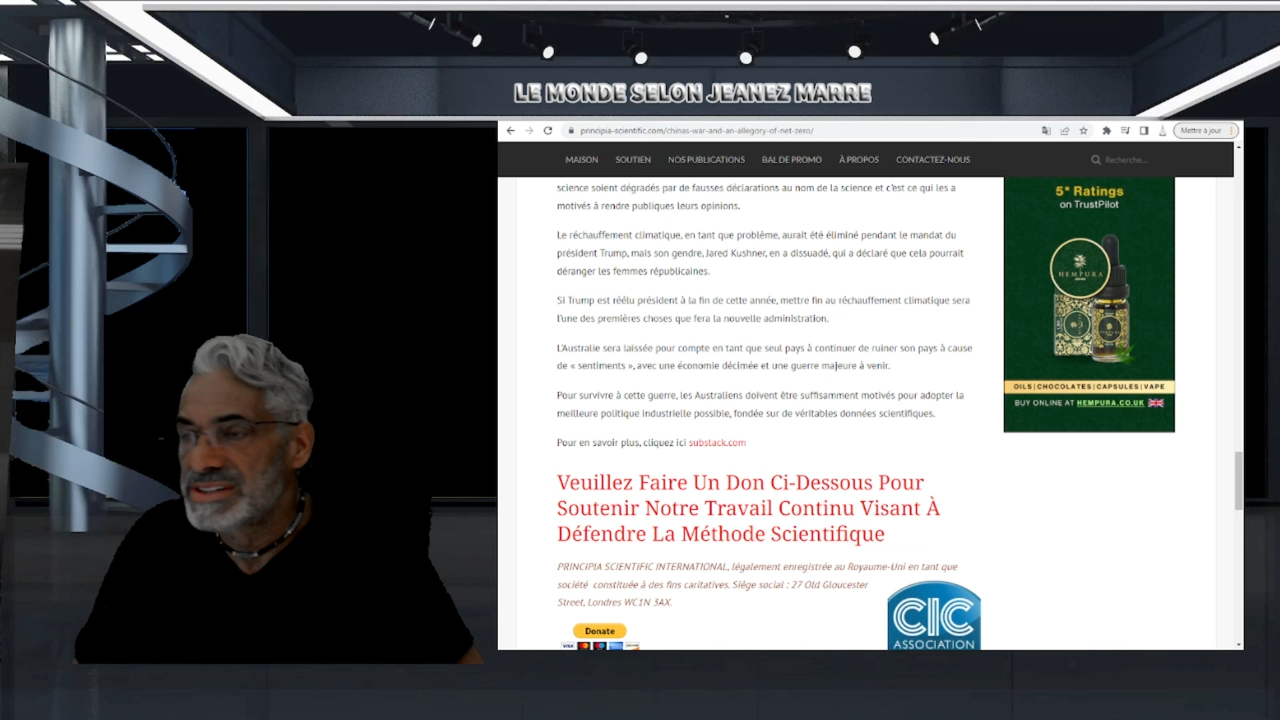 LE MONDE SELON JEANEZ MARRE
principia-scientific.com/chinas-war-and-an-allegory-of-net-zero/
Mettre à jour
MAISON SOUTIEN NOS PUBLICATIONS BAL DE PROMO À PROPOS CONTACTEZ-NOUS
Recherche...
science soient dégradés par de fausses déclarations au nom de la science et c'est ce qui les a
motivés à rendre publiques leurs opinions.
Le réchauffement climatique, en tant que problème, aurait été éliminé pendant le mandat du
président Trump, mais son gendre, Jared Kushner, en a dissuadé, qui a déclaré que cela pourrait
déranger les femmes républicaines.
Si Trump est réélu président à la fin de cette année, mettre fin au réchauffement climatique sera
l'une des premières choses que fera la nouvelle administration.
L'Australie sera laissée pour compte en tant que seul pays à continuer de ruiner son pays à cause
de « sentiments », avec une économie décimée et une guerre majeure à venir.
Pour survivre à cette guerre, les Australiens doivent être suffisamment motivés pour adopter la
meilleure politique industrielle possible, fondée sur de véritables données scientifiques.
Pour en savoir plus, cliquez ici substack.com
Veuillez Faire Un Don Ci-Dessous Pour
Soutenir Notre Travail Continu Visant À
Défendre La Méthode Scientifique
PRINCIPIA SCIENTIFIC INTERNATIONAL, légalement enregistrée au Royaume-Uni en tant que
société constituée à des fins caritatives. Siège social : 27 Old Gloucester
Street, Londres WC1N 3AX.
Donate
VISA
CIC
ASSOCIATION
5* Ratings
on TrustPilot
HEMPURA
OILS|CHOCOLATES|CAPSULES|VAPE
BUY ONLINE AT HEMPURA.CO.UK